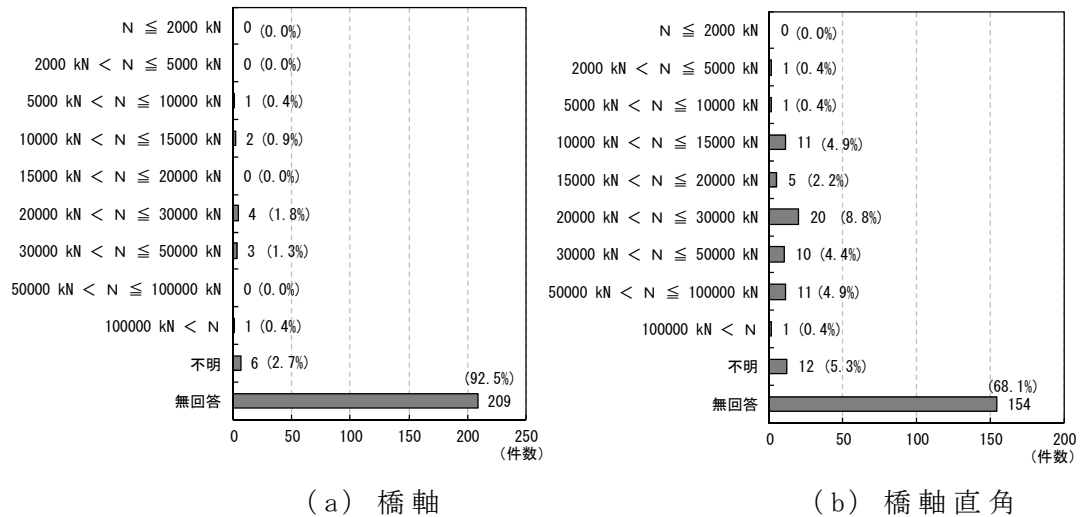 N ≦ 2000 kN 0 (0.0%)
2000 kN < N ≦ 5000 kN 0 (0.0%)
5000 kN < N ≦ 10000 kN 1 (0.4%)
10000 kN < N ≦ 15000 kN 2 (0.9%)
15000 kN < N ≦ 20000 kN 0 (0.0%)
20000 kN < N ≦ 30000 kN 4 (1.8%)
30000 kN < N ≦ 50000 kN 3 (1.3%)
50000 kN < N ≦ 100000 kN 0 (0.0%)
100000 kN < N 1 (0.4%)
不明 6 (2.7%)
(92.5%)
無回答 209
0 50 100 150 200 250
(件数)
(a) 橋軸
N ≦ 2000 kN 0 (0.0%)
2000 kN < N ≦ 5000 kN 1 (0.4%)
5000 kN < N ≦ 10000 kN 1 (0.4%)
10000 kN < N ≦ 15000 kN 11 (4.9%)
15000 kN < N ≦ 20000 kN 5 (2.2%)
20000 kN < N ≦ 30000 kN 20 (8.8%)
30000 kN < N ≦ 50000 kN 10 (4.4%)
50000 kN < N ≦ 100000 kN 11 (4.9%)
100000 kN < N 1 (0.4%)
不明 12 (5.3%)
(68.1%)
無回答 154
0 50 100 150 200
(件数)
(b) 橋軸直角